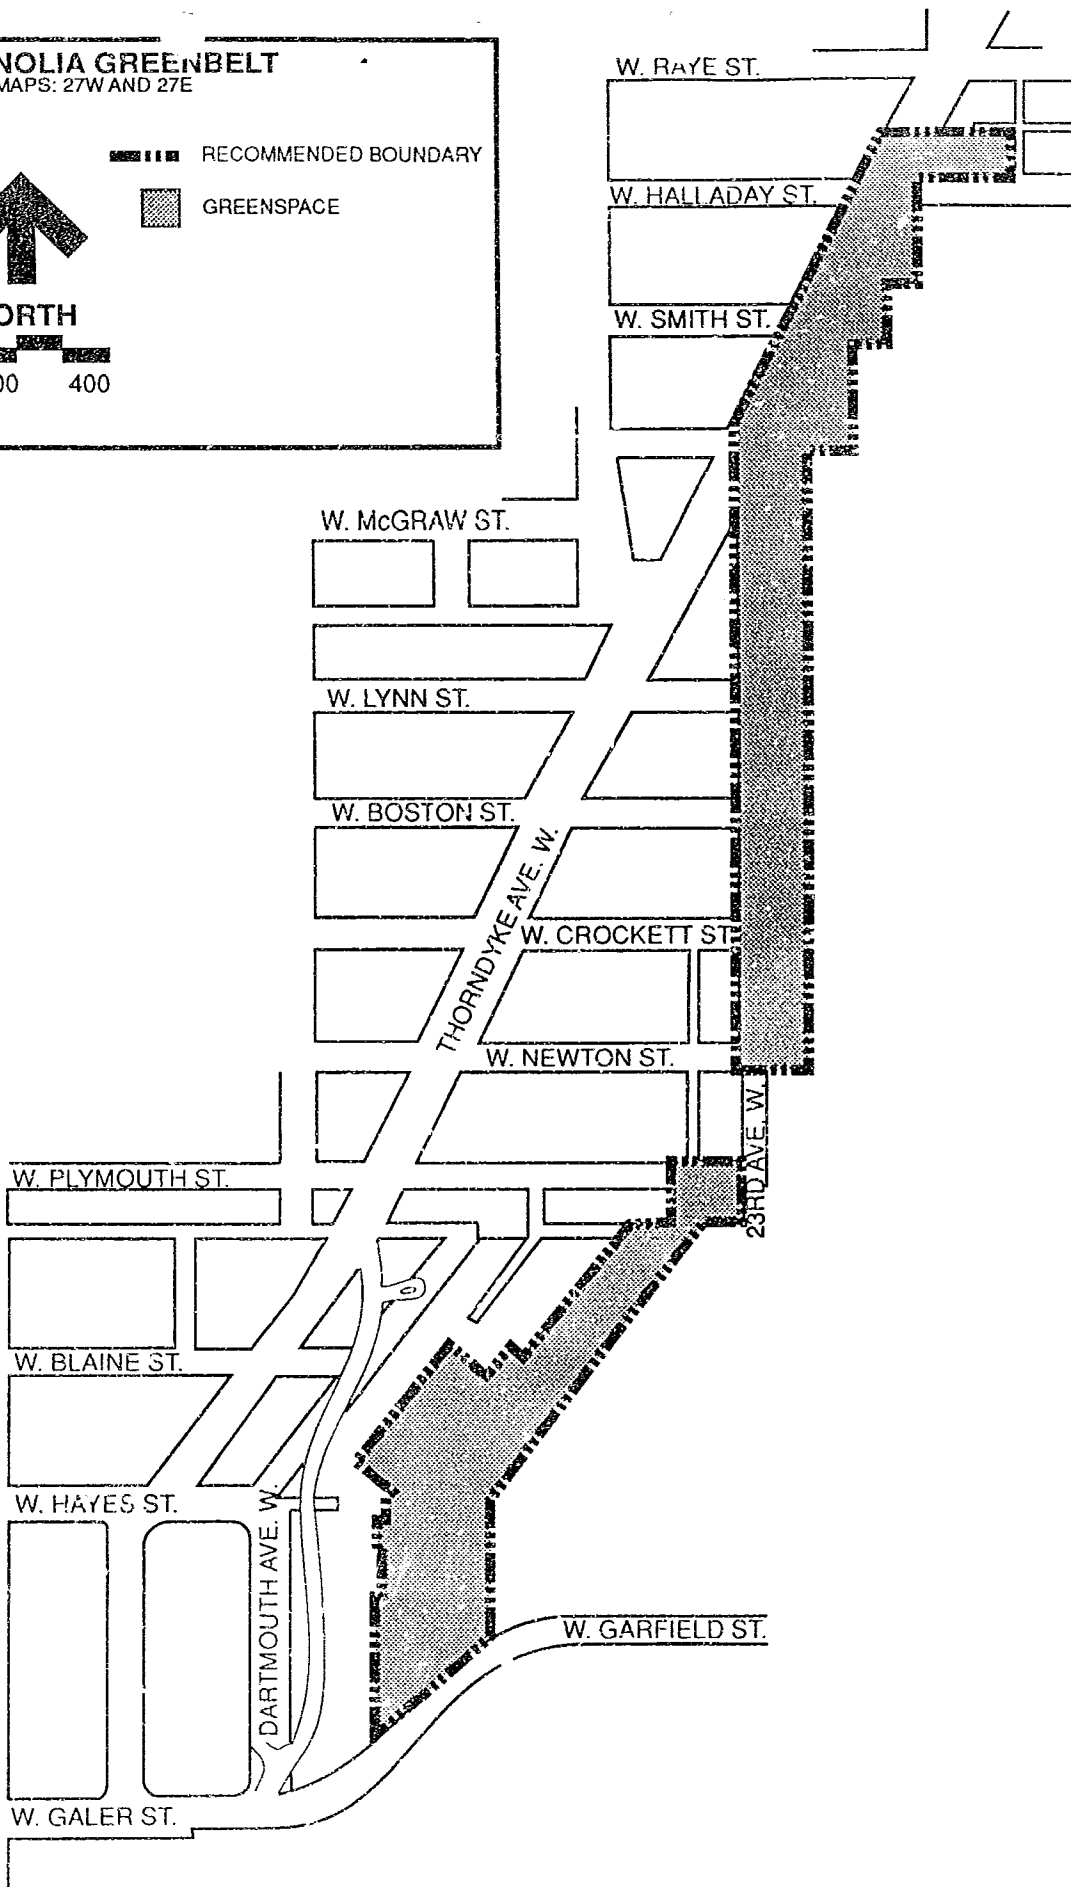 NOLIA GREENBELT
MAPS: 27W AND 27E
RECOMMENDED BOUNDARY
GREENSPACE
ORTH
00 400
W. RAYE ST.
W. HALLADAY ST.
W. SMITH ST.
W. McGRAW ST.
W. LYNN ST.
W. BOSTON ST.
THORNDYKE AVE. W.
W. CROCKETT ST
W. NEWTON ST.
23RD AVE. W.
W. PLYMOUTH ST.
W. BLAINE ST.
W. HAYES ST.
DARTMOUTH AVE. W.
W. GARFIELD ST.
W. GALER ST.